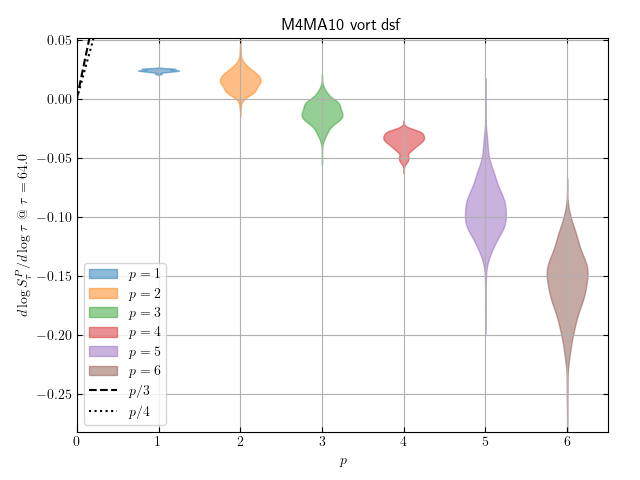 M4MA10 vort dsf
0.05
0.00
−0.05
−0.10
−0.15
−0.20
−0.25
d log S_τ^P / d log τ @ τ = 64.0
p = 1
p = 2
p = 3
p = 4
p = 5
p = 6
p/3
p/4
0 1 2 3 4 5 6
p